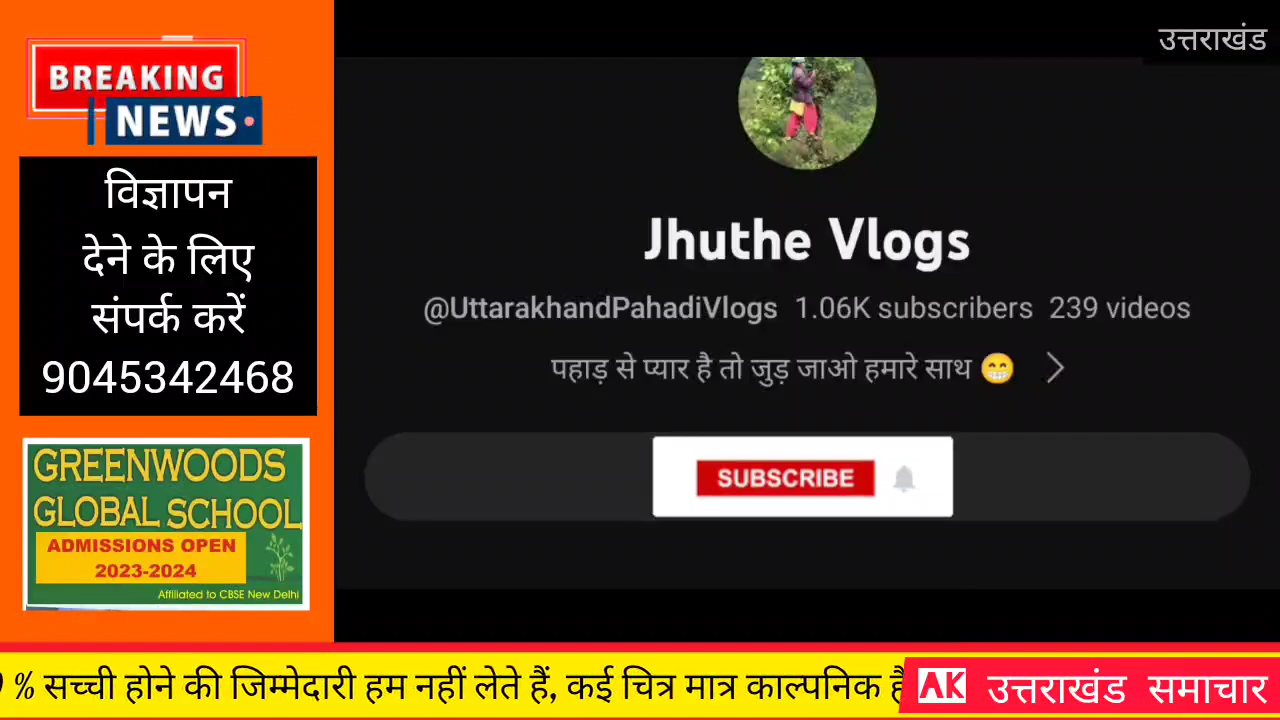 BREAKING
NEWS
विज्ञापन
देने के लिए
संपर्क करें
9045342468
GREENWOODS
GLOBAL SCHOOL
ADMISSIONS OPEN
2023-2024
Affiliated to CBSE New Delhi
उत्तराखंड
Jhuthe Vlogs
@UttarakhandPahadiVlogs 1.06K subscribers 239 videos
पहाड़ से प्यार है तो जुड़ जाओ हमारे साथ 😁
SUBSCRIBE
% सच्ची होने की जिम्मेदारी हम नहीं लेते हैं, कई चित्र मात्र काल्पनिक
AK उत्तराखंड समाचार